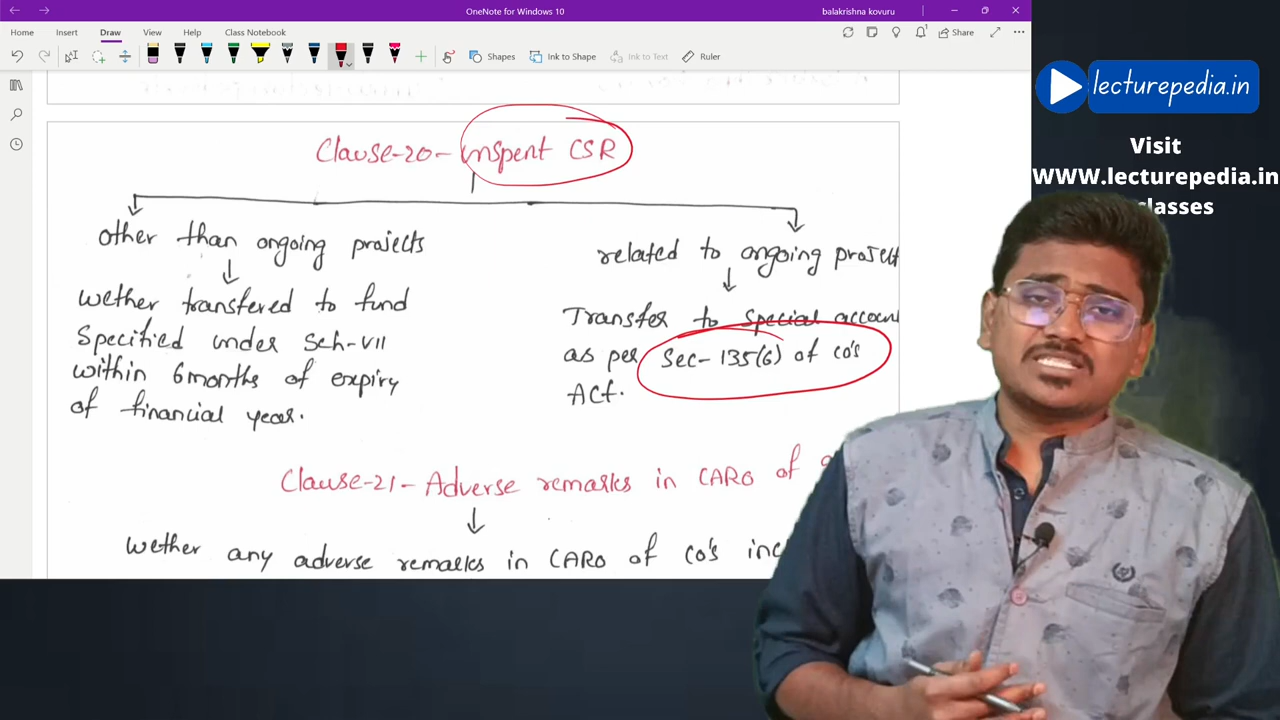 OneNote for Windows 10
balakrishna kovuru
Home Insert Draw View Help Class Notebook
Share
Shapes Ink to Shape Ink to Text Ruler
lecturepedia.in
Visit
www.lecturepedia.in
classes
Clause-20- Unspent CSR
other than ongoing projects
related to ongoing project
wether transferred to fund
Specified under Sch-VII
within 6 months of expiry
of financial year.
Transfer to special account
as per Sec-135(6) of co's
Act.
Clause-21- Adverse remarks in CARO of
wether any adverse remarks in CARO of co's